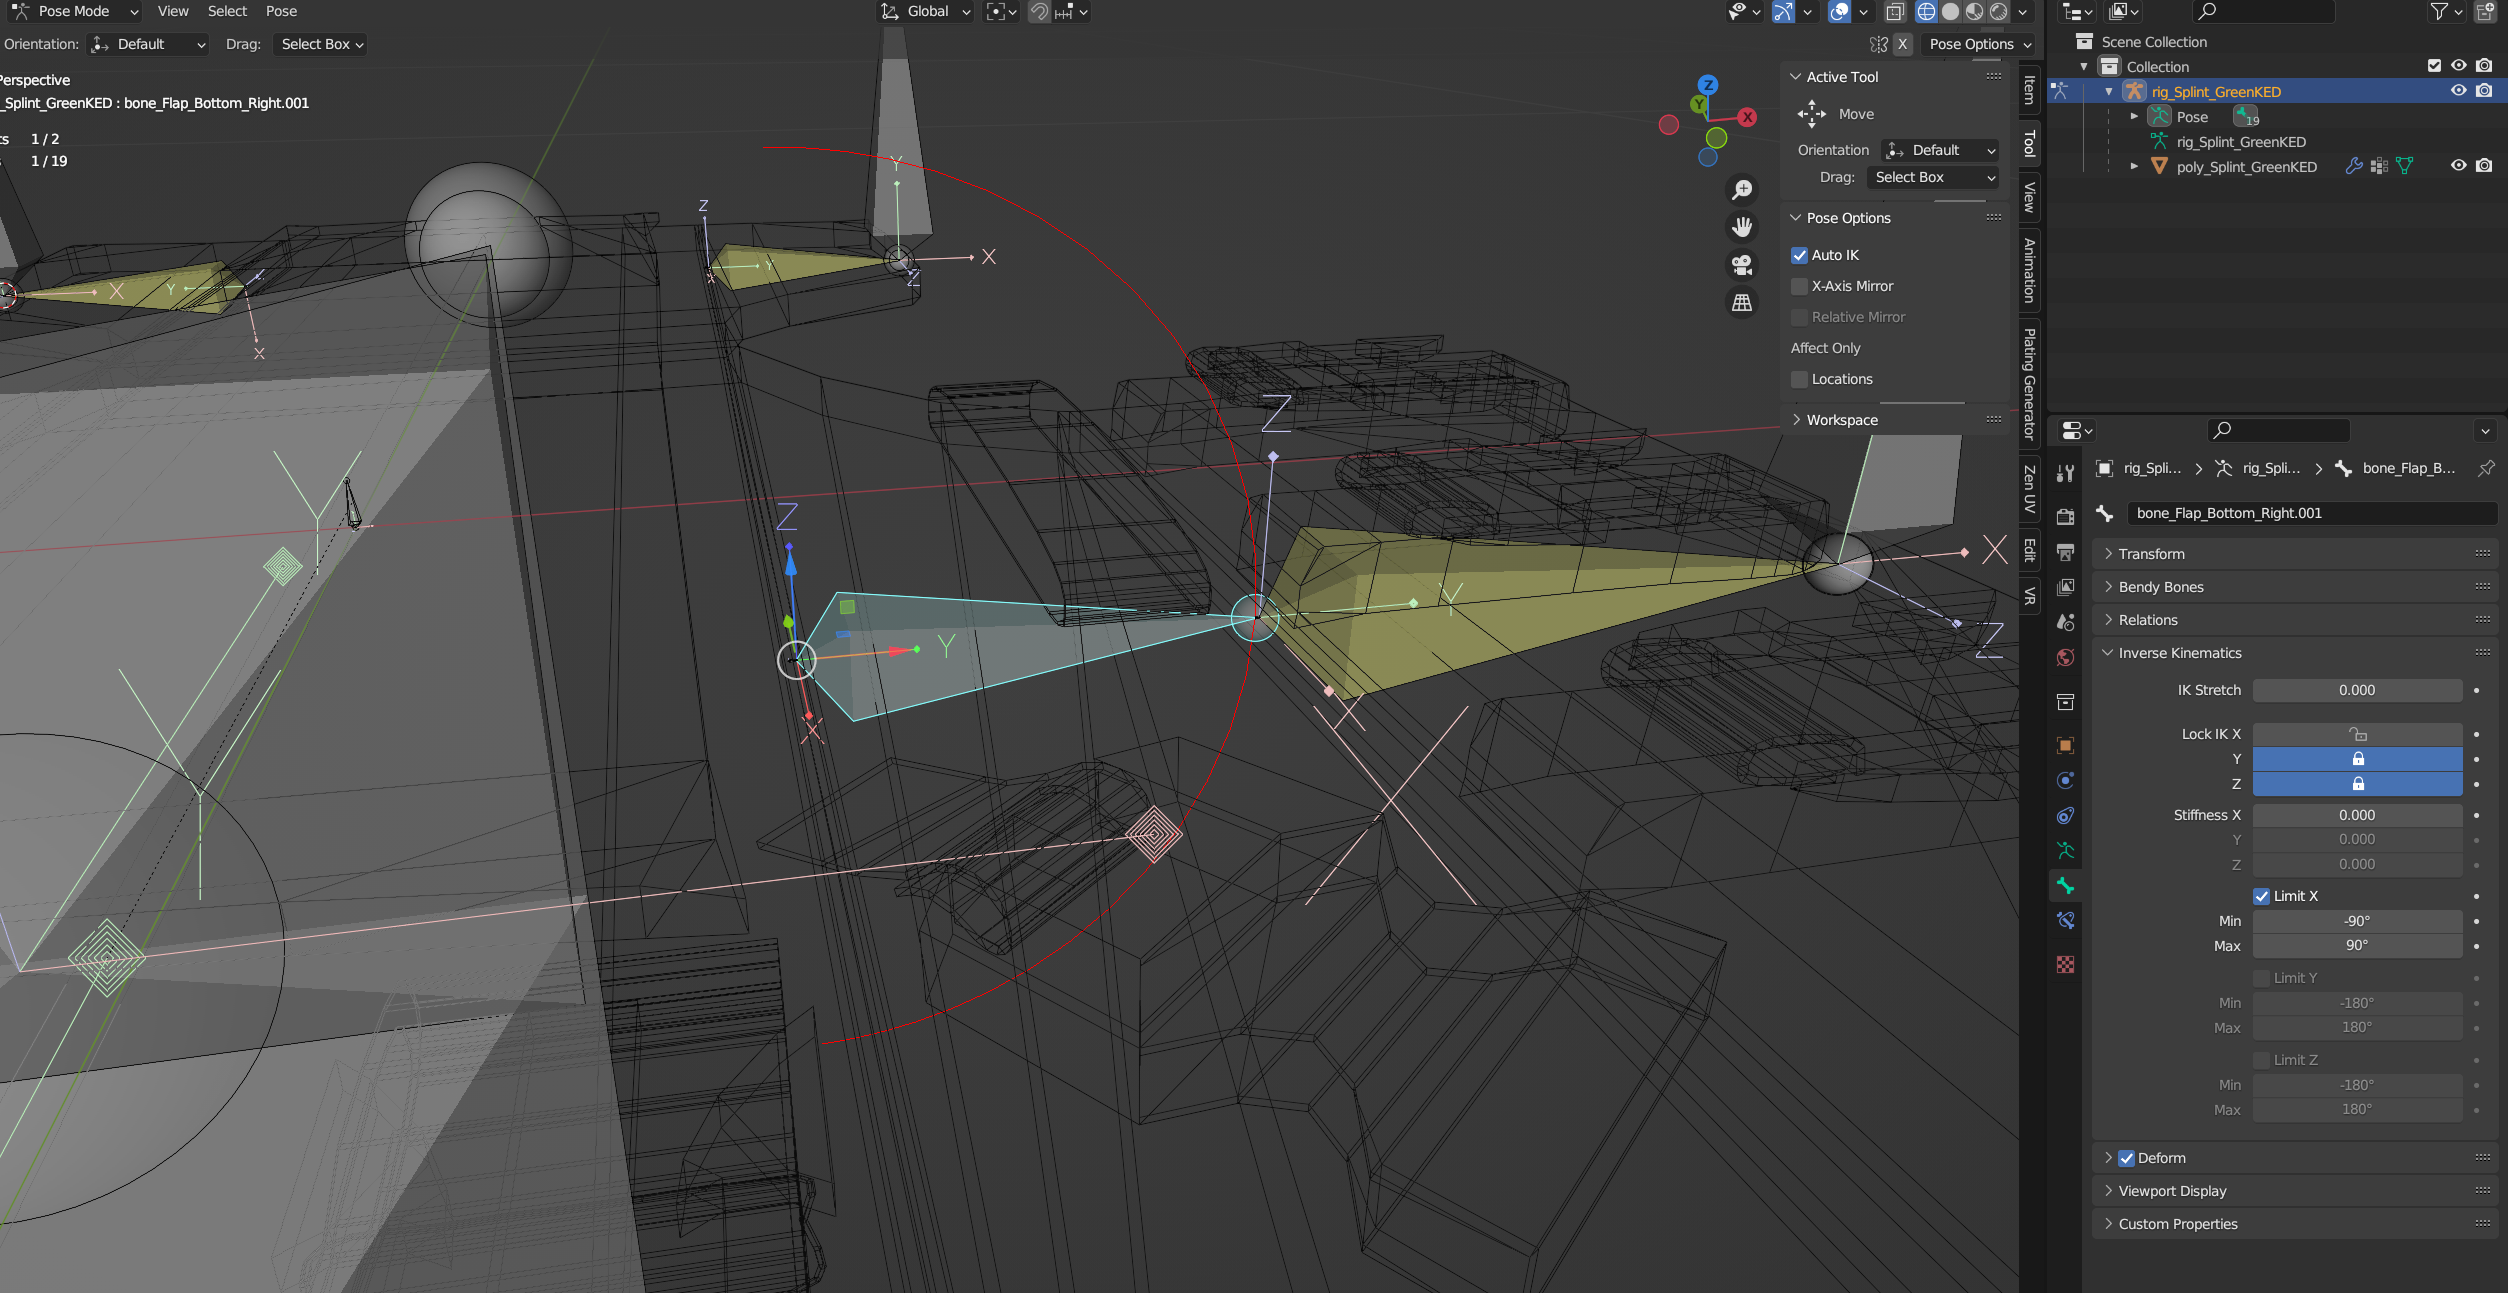 Pose Mode View Select Pose Global
Orientation: Default Drag: Select Box X Pose Options
Perspective
_Splint_GreenKED : bone_Flap_Bottom_Right.001
ts 1/2
1/19
Z
Y
X
Active Tool
Move
Orientation Default
Drag: Select Box
Pose Options
Auto IK
X-Axis Mirror
Relative Mirror
Affect Only
Locations
Workspace
Item
Tool
View
Animation
Plating Generator
Zen UV
Edit
VR
Y
Z
X
Z
Y
X
Y
X
Z
Z
X
Y
Z
Y
X
Z
Y
X
X
Y
Y
Scene Collection
Collection
rig_Splint_GreenKED
Pose 19
rig_Splint_GreenKED
poly_Splint_GreenKED
rig_Spli... rig_Spli... bone_Flap_B...
bone_Flap_Bottom_Right.001
Transform
Bendy Bones
Relations
Inverse Kinematics
IK Stretch 0.000
Lock IK X
Y
Z
Stiffness X 0.000
Y 0.000
Z 0.000
Limit X
Min -90°
Max 90°
Limit Y
Min -180°
Max 180°
Limit Z
Min -180°
Max 180°
Deform
Viewport Display
Custom Properties